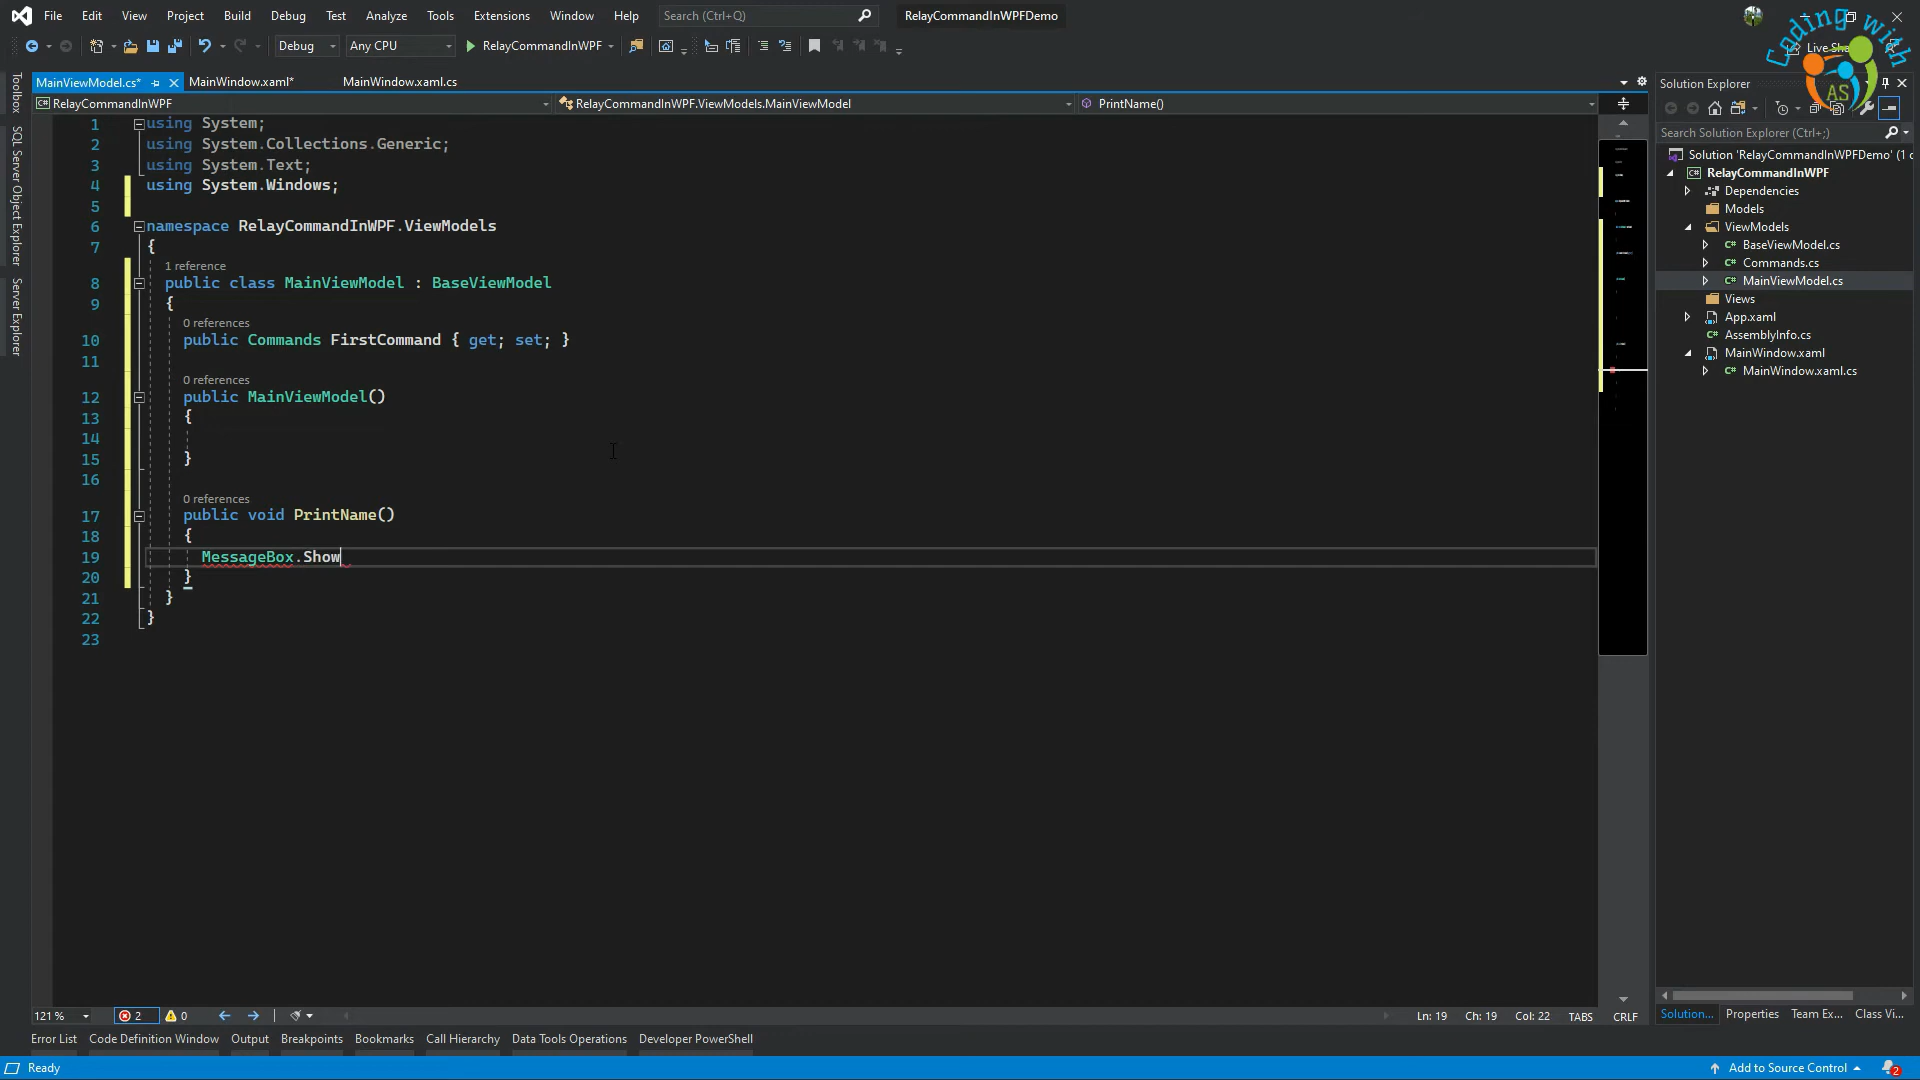 File Edit View Project Build Debug Test Analyze Tools Extensions Window Help Search (Ctrl+Q) RelayCommandInWPFDemo
Coding with
AS
Debug Any CPU RelayCommandInWPF Live Sha
MainViewModel.cs* MainWindow.xaml* MainWindow.xaml.cs
RelayCommandInWPF RelayCommandInWPF.ViewModels.MainViewModel PrintName()
Toolbox
SQL Server Object Explorer
Server Explorer
1 using System;
2 using System.Collections.Generic;
3 using System.Text;
4 using System.Windows;
5
6 namespace RelayCommandInWPF.ViewModels
7 {
1 reference
8 public class MainViewModel : BaseViewModel
9 {
0 references
10 public Commands FirstCommand { get; set; }
11
0 references
12 public MainViewModel()
13 {
14
15 }
16
0 references
17 public void PrintName()
18 {
19 MessageBox.Show
20 }
21 }
22 }
23
Solution Explorer
Search Solution Explorer (Ctrl+;)
Solution 'RelayCommandInWPFDemo' (1 c
RelayCommandInWPF
Dependencies
Models
ViewModels
BaseViewModel.cs
Commands.cs
MainViewModel.cs
Views
App.xaml
AssemblyInfo.cs
MainWindow.xaml
MainWindow.xaml.cs
121 % 2 0 Ln: 19 Ch: 19 Col: 22 TABS CRLF
Solution... Properties Team Ex... Class Vi...
Error List Code Definition Window Output Breakpoints Bookmarks Call Hierarchy Data Tools Operations Developer PowerShell
Ready Add to Source Control 2